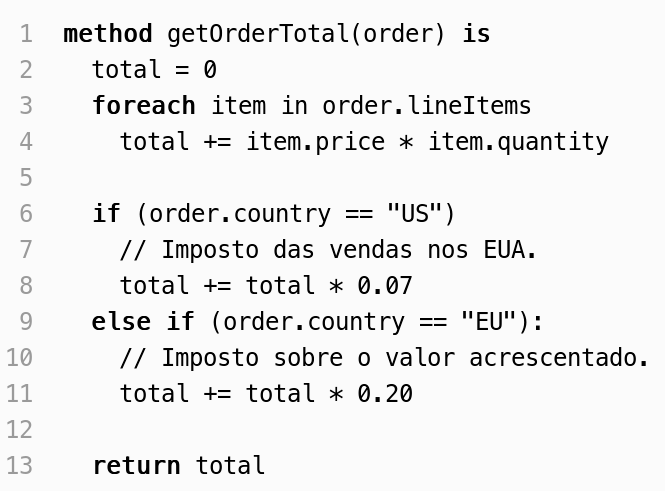 1 method getOrderTotal(order) is
2 total = 0
3 foreach item in order.lineItems
4 total += item.price * item.quantity
5
6 if (order.country == "US")
7 // Imposto das vendas nos EUA.
8 total += total * 0.07
9 else if (order.country == "EU"):
10 // Imposto sobre o valor acrescentado.
11 total += total * 0.20
12
13 return total